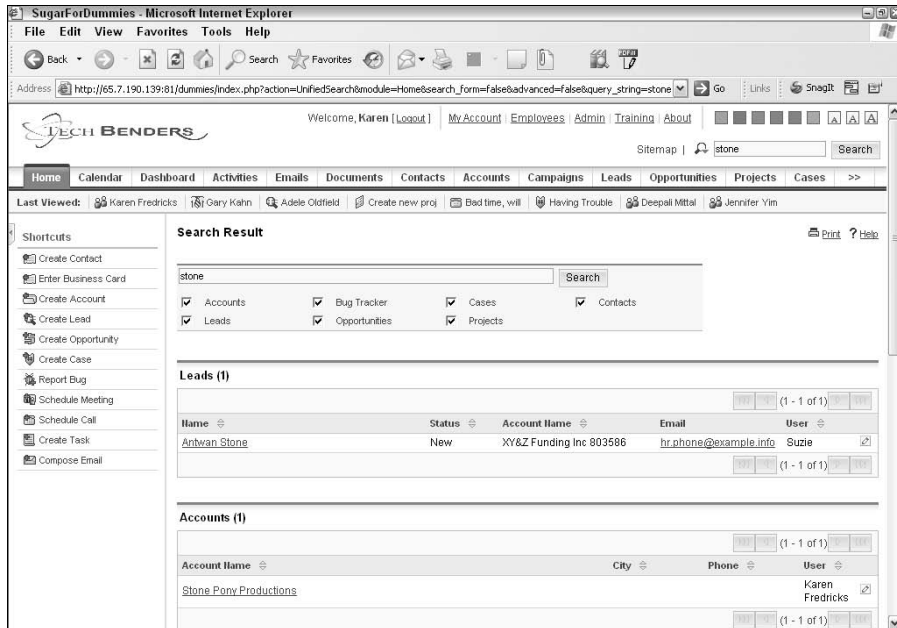 SugarForDummies - Microsoft Internet Explorer
File Edit View Favorites Tools Help
Back Search Favorites
Address http://65.7.190.139:81/dummies/index.php?action=UnifiedSearch&module=Home&search_form=false&advanced=false&query_string=stone Go Links SnagIt
TECH BENDERS
Welcome, Karen [Logout] My Account | Employees | Admin | Training | About A A A
Sitemap | stone Search
Home Calendar Dashboard Activities Emails Documents Contacts Accounts Campaigns Leads Opportunities Projects Cases >>
Last Viewed: Karen Fredricks Gary Kahn Adele Oldfield Create new proj Bad time, will Having Trouble Deepali Mittal Jennifer Yim
Shortcuts
Create Contact
Enter Business Card
Create Account
Create Lead
Create Opportunity
Create Case
Report Bug
Schedule Meeting
Schedule Call
Create Task
Compose Email
Search Result
Print ? Help
stone Search
Accounts Bug Tracker Cases Contacts
Leads Opportunities Projects
Leads (1)
(1 - 1 of 1)
Name Status Account Name Email User
Antwan Stone New XY&Z Funding Inc 803586 hr.phone@example.info Suzie
(1 - 1 of 1)
Accounts (1)
(1 - 1 of 1)
Account Name City Phone User
Stone Pony Productions Karen Fredricks
(1 - 1 of 1)